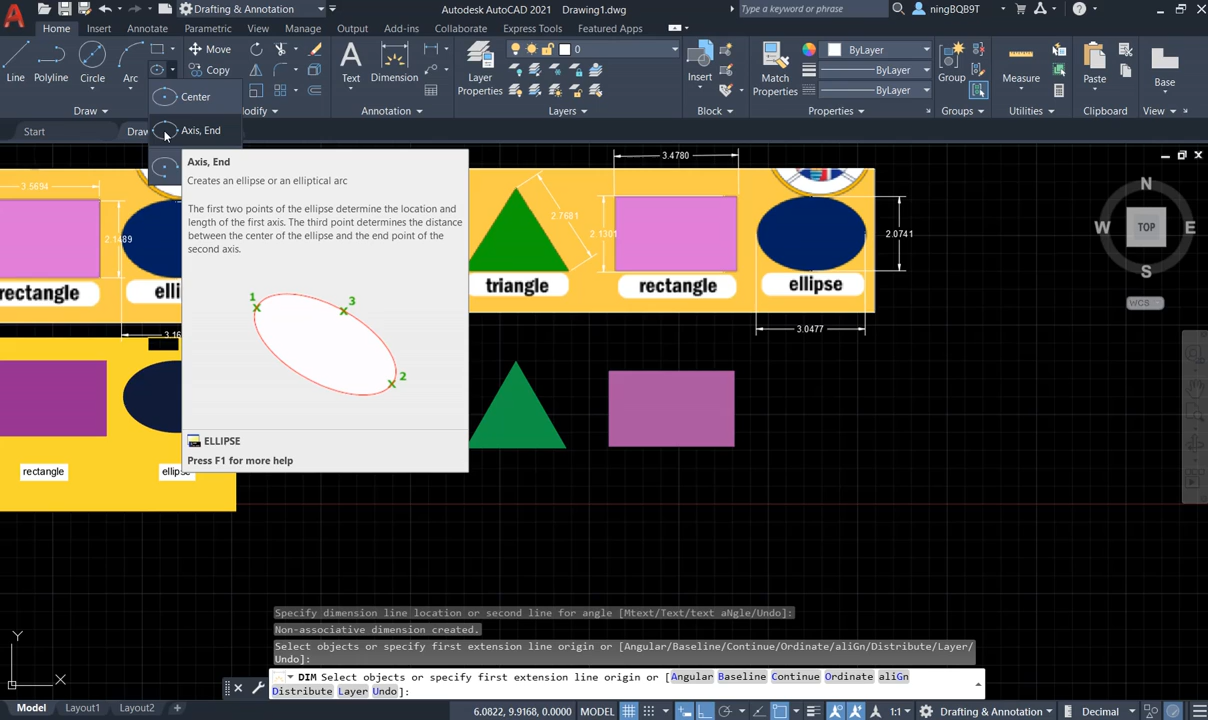 Drafting & Annotation
Autodesk AutoCAD 2021 Drawing1.dwg
Type a keyword or phrase
ningBQB9T
Home Insert Annotate Parametric View Manage Output Add-ins Collaborate Express Tools Featured Apps
Line Polyline Circle Arc
Move
Copy
Text Dimension
Layer Properties
0
Insert
Match Properties
ByLayer
ByLayer
ByLayer
Group
Measure
Paste
Base
Draw
Modify
Annotation
Layers
Block
Properties
Groups
Utilities
Clipboard
View
Center
Axis, End
Start
Axis, End
Creates an ellipse or an elliptical arc
The first two points of the ellipse determine the location and
length of the first axis. The third point determines the distance
between the center of the ellipse and the end point of the
second axis.
1
3
2
ELLIPSE
Press F1 for more help
3.5694
2.1489
rectangle
3.4780
2.7681
2.1301
2.0741
triangle
rectangle
ellipse
3.0477
rectangle
N
W TOP E
S
WCS
Y
X
Specify dimension line location or second line for angle [Mtext/Text/text aNgle/Undo]:
Non-associative dimension created.
Select objects or specify first extension line origin or [Angular/Baseline/Continue/Ordinate/aliGn/Distribute/Layer/
Undo]:
DIM Select objects or specify first extension line origin or [Angular Baseline Continue Ordinate aliGn
Distribute Layer Undo]:
Model Layout1 Layout2 +
6.0822, 9.9168, 0.0000 MODEL
1:1
Drafting & Annotation
Decimal